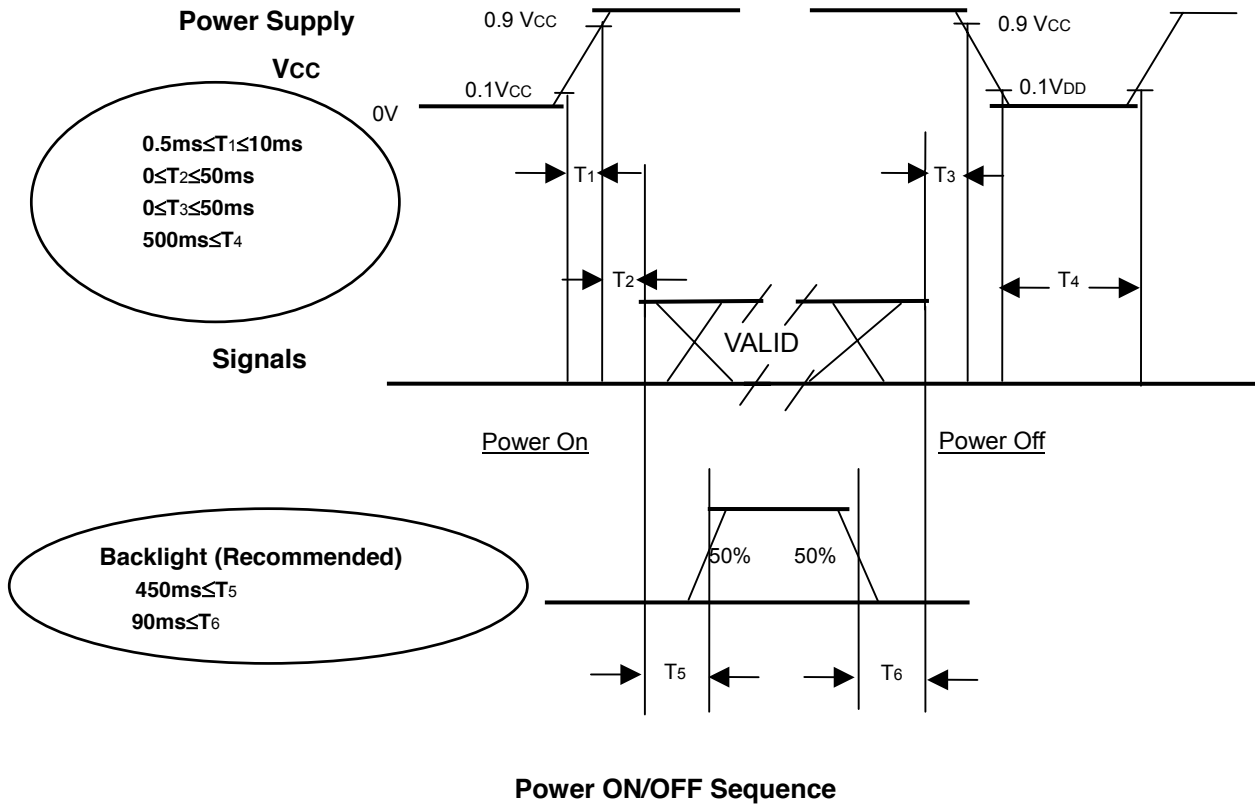 Power Supply
VCC
0.9 VCC
0.9 VCC
0.1VCC
0.1VDD
0V
0.5ms≤T1≤10ms
0≤T2≤50ms
0≤T3≤50ms
500ms≤T4
T1
T3
T2
T4
VALID
Signals
Power On
Power Off
Backlight (Recommended)
450ms≤T5
90ms≤T6
50%
50%
T5
T6
Power ON/OFF Sequence